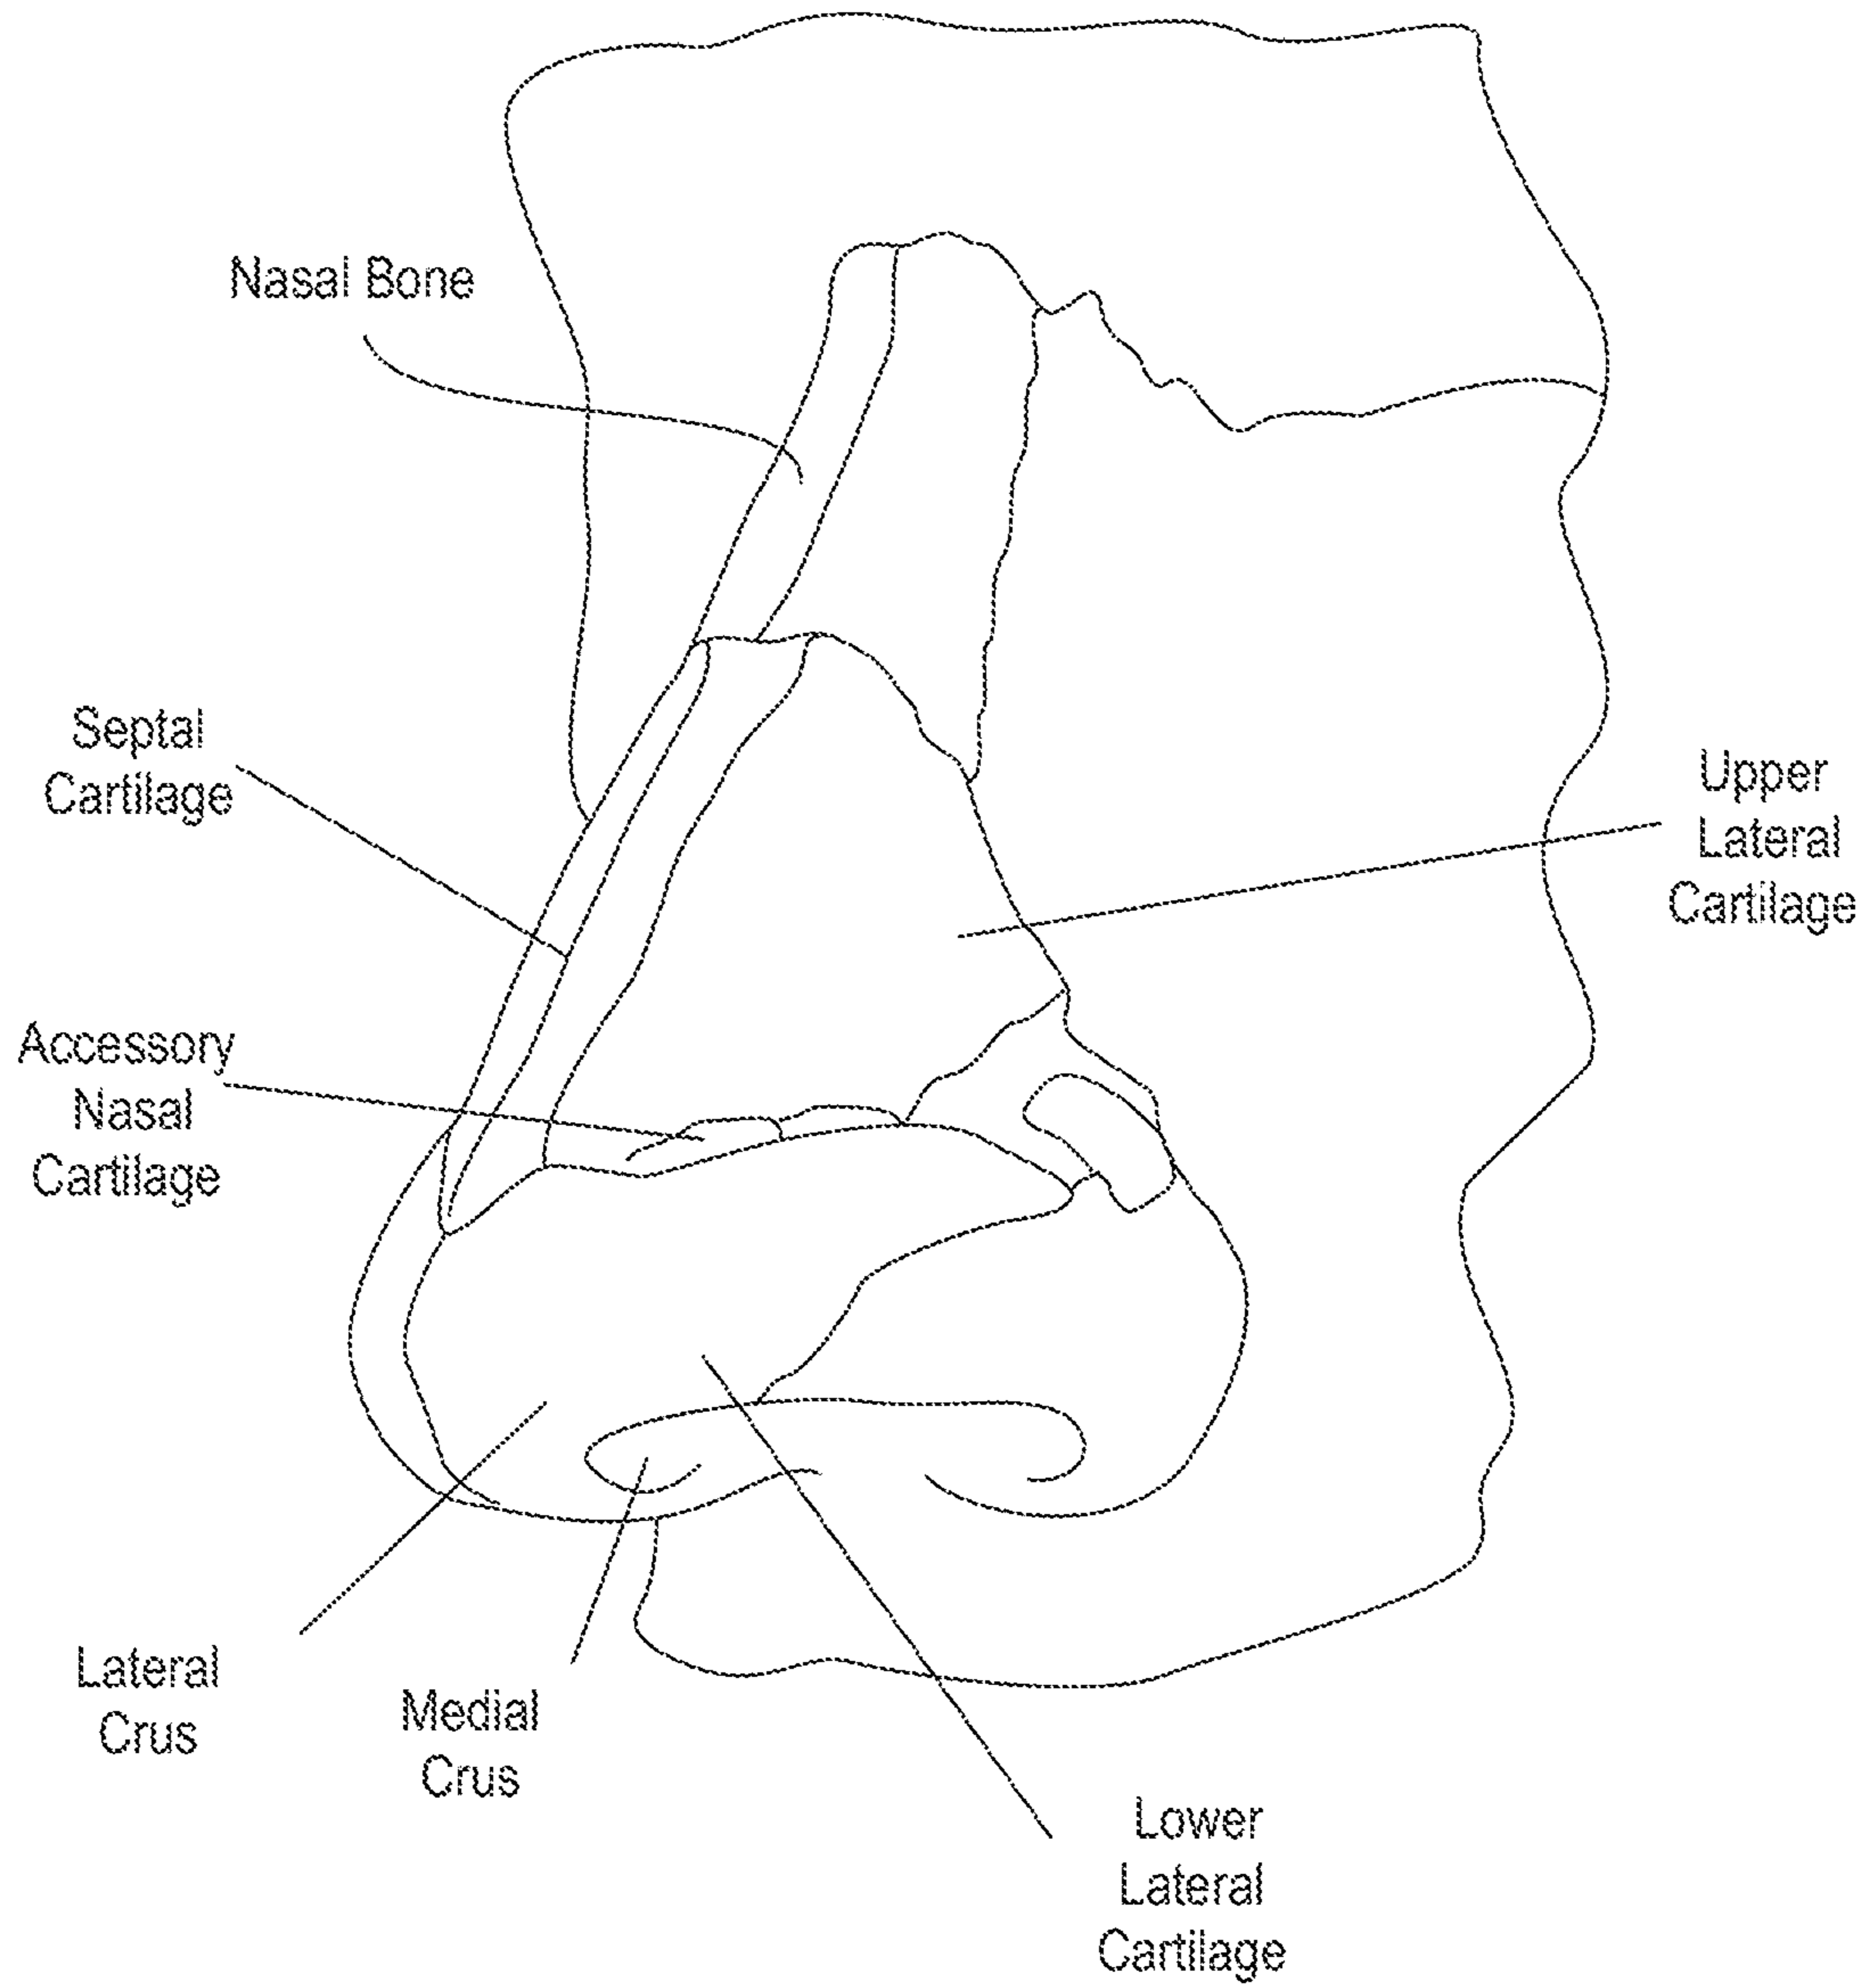 Nasal Bone
Septal
Cartilage
Upper
Lateral
Cartilage
Accessory
Nasal
Cartilage
Lateral
Crus
Medial
Crus
Lower
Lateral
Cartilage